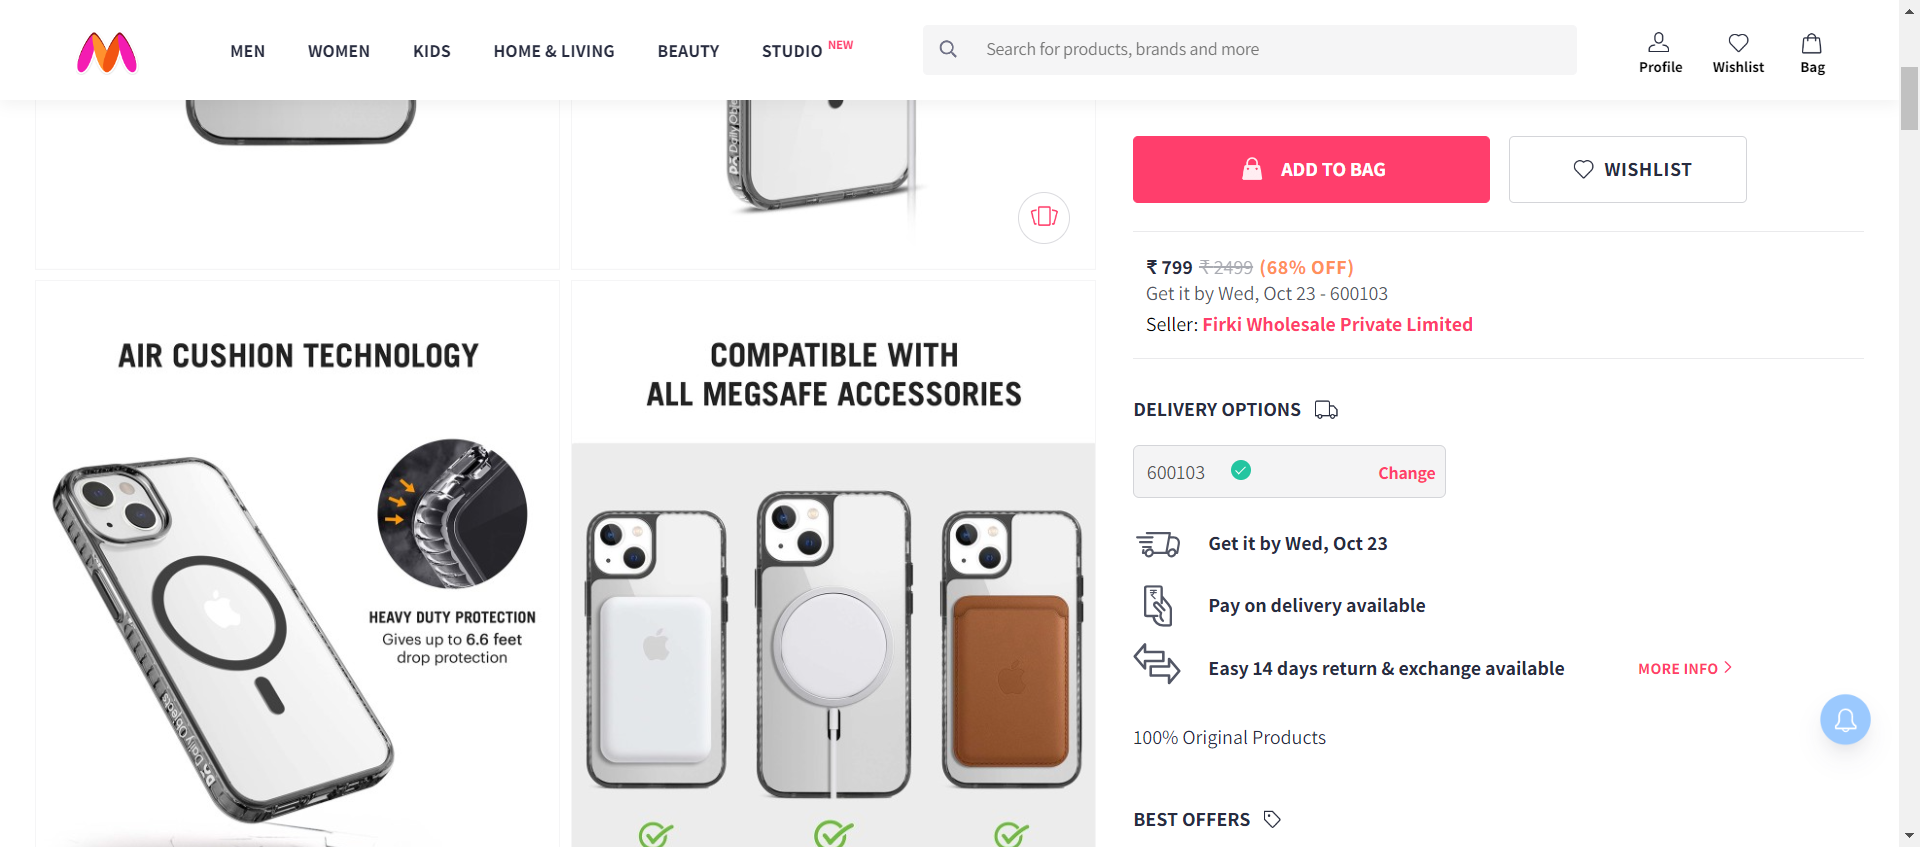 MEN
WOMEN
KIDS
HOME & LIVING
BEAUTY
STUDIO NEW
Search for products, brands and more
Profile
Wishlist
Bag
Daily Obje
ADD TO BAG
WISHLIST
₹ 799 ₹ 2499 (68% OFF)
Get it by Wed, Oct 23 - 600103
Seller: Firki Wholesale Private Limited
AIR CUSHION TECHNOLOGY
HEAVY DUTY PROTECTION
Gives up to 6.6 feet
drop protection
Daily Objects
COMPATIBLE WITH
ALL MEGSAFE ACCESSORIES
DELIVERY OPTIONS
600103
Change
Get it by Wed, Oct 23
₹
Pay on delivery available
Easy 14 days return & exchange available
MORE INFO >
100% Original Products
BEST OFFERS